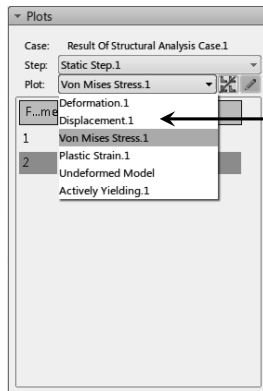 Plots
Case: Result Of Structural Analysis Case.1
Step: Static Step.1
Plot: Von Mises Stress.1
F...me
Deformation.1
Displacement.1
1 Von Mises Stress.1
Plastic Strain.1
2 Undeformed Model
Actively Yielding.1